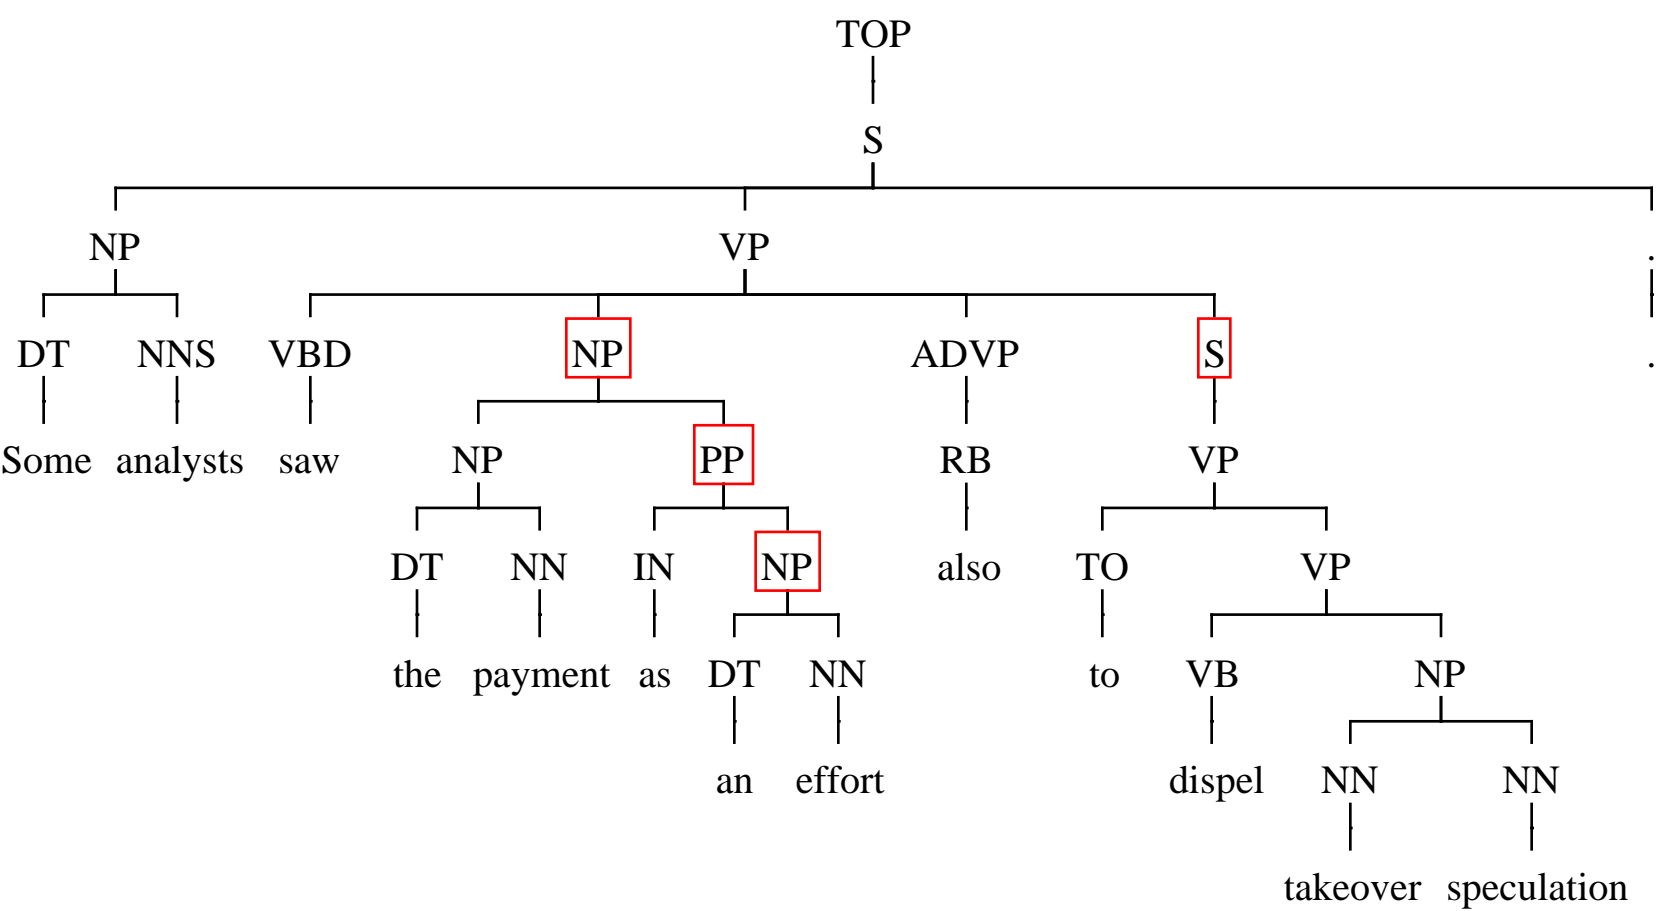 TOP
S
NP VP .
DT NNS VBD NP ADVP S .
Some analysts saw NP PP RB VP
DT NN IN NP also TO VP
the payment as DT NN to VB NP
an effort dispel NN NN
takeover speculation